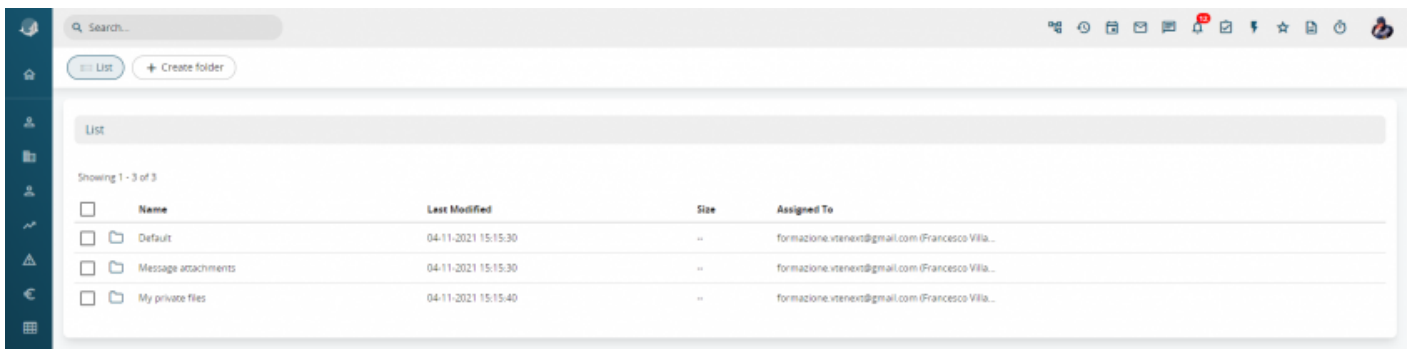 Search...
12
List
+ Create folder
List
Showing 1 - 3 of 3
Name Last Modified Size Assigned To
Default 04-11-2021 15:15:30 -- formazione.vtenext@gmail.com (Francesco Villa...
Message attachments 04-11-2021 15:15:30 -- formazione.vtenext@gmail.com (Francesco Villa...
My private files 04-11-2021 15:15:40 -- formazione.vtenext@gmail.com (Francesco Villa...